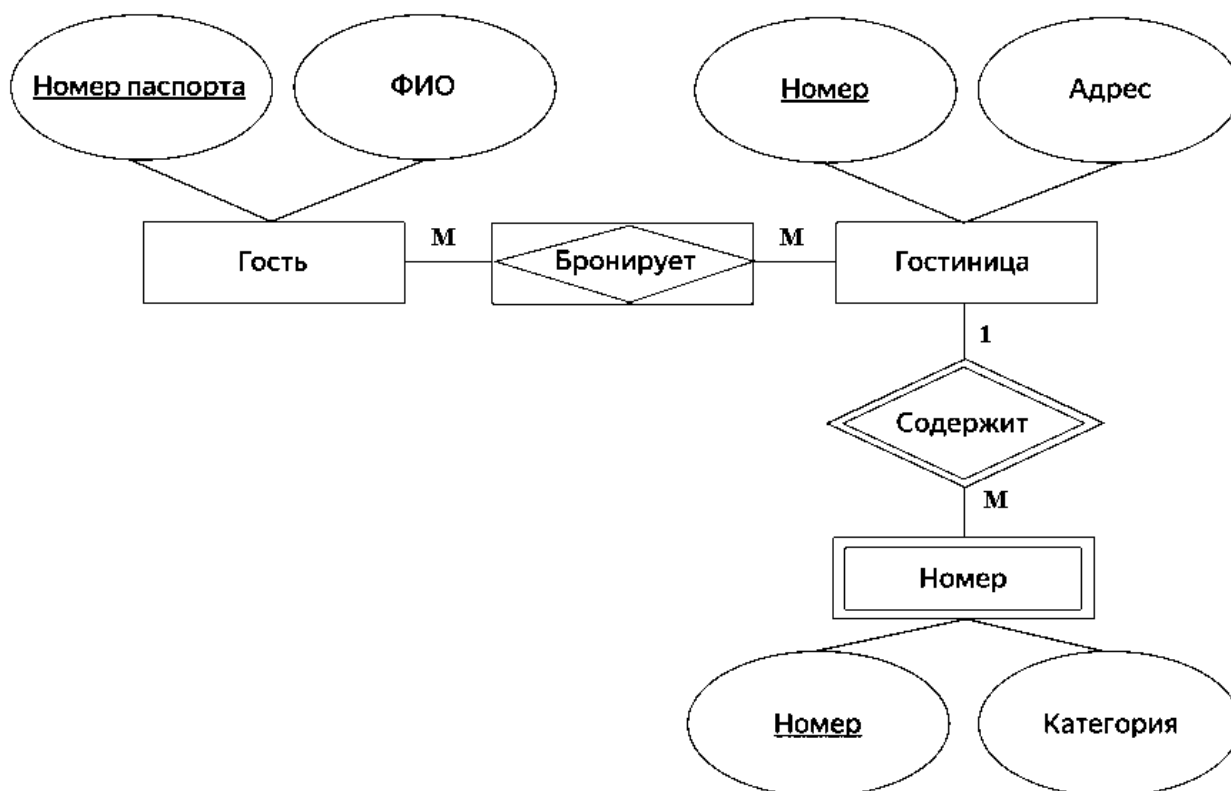 Номер паспорта
ФИО
Номер
Адрес
Гость
М
Бронирует
М
Гостиница
1
Содержит
М
Номер
Номер
Категория